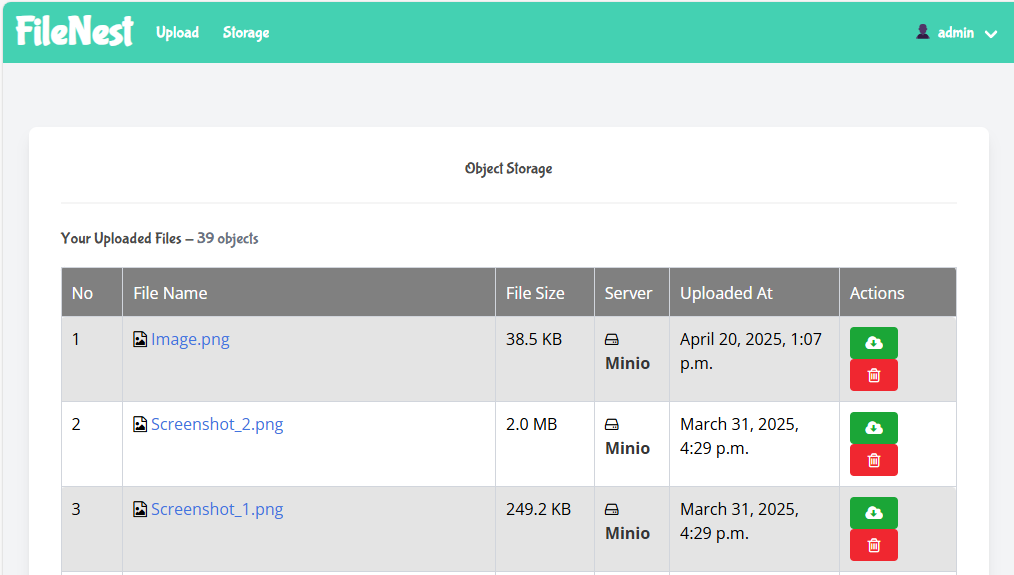 FileNest Upload Storage admin
Object Storage
Your Uploaded Files – 39 objects
No File Name File Size Server Uploaded At Actions
1 Image.png 38.5 KB Minio April 20, 2025, 1:07
p.m.
2 Screenshot_2.png 2.0 MB Minio March 31, 2025,
4:29 p.m.
3 Screenshot_1.png 249.2 KB Minio March 31, 2025,
4:29 p.m.